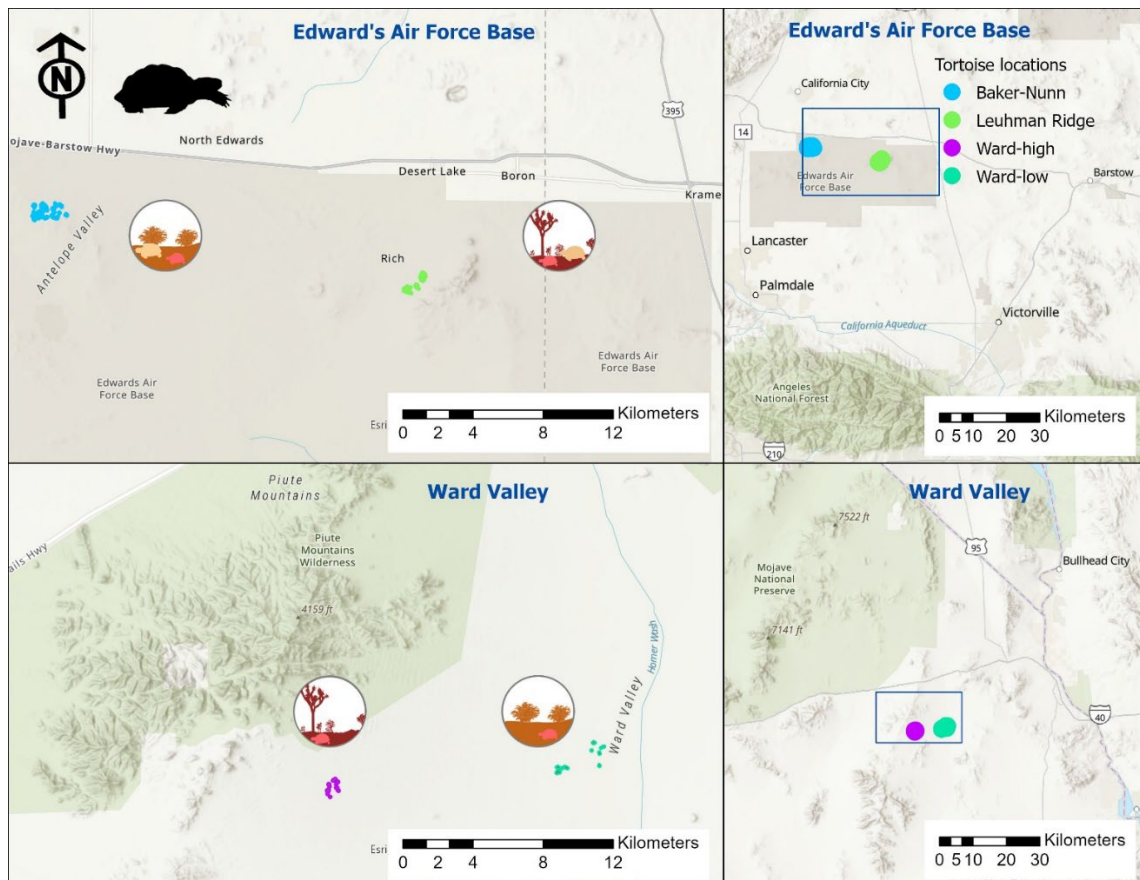 Edward's Air Force Base
N
395
ojave-Barstow Hwy
North Edwards
Desert Lake
Boron
Krame
Antelope Valley
Rich
Edwards Air
Force Base
Edwards Air
Force Base
Esri
Kilometers
0 2 4 8 12
Edward's Air Force Base
Tortoise locations
Baker-Nunn
Leuhman Ridge
Ward-high
Ward-low
California City
14
Edwards Air
Force Base
Barstow
Lancaster
Palmdale
Victorville
California Aqueduct
Angeles
National Forest
210
Kilometers
0 5 10 20 30
Ward Valley
Piute
Mountains
ails Hwy
Piute
Mountains
Wilderness
4159 ft
Homer Wash
Ward Valley
Esri
Kilometers
0 2 4 8 12
Ward Valley
7522 ft
95
Bullhead City
Mojave
National
Preserve
7141 ft
40
Kilometers
0 5 10 20 30